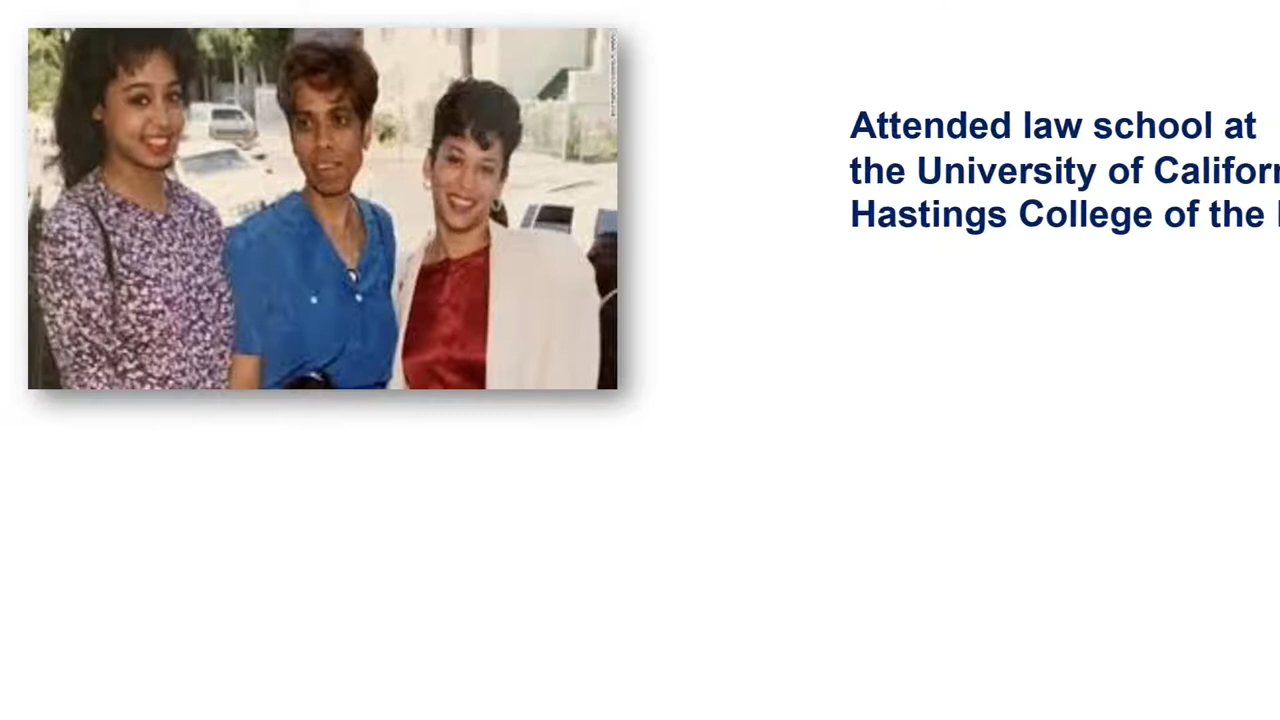 Attended law school at
the University of Califor
Hastings College of the